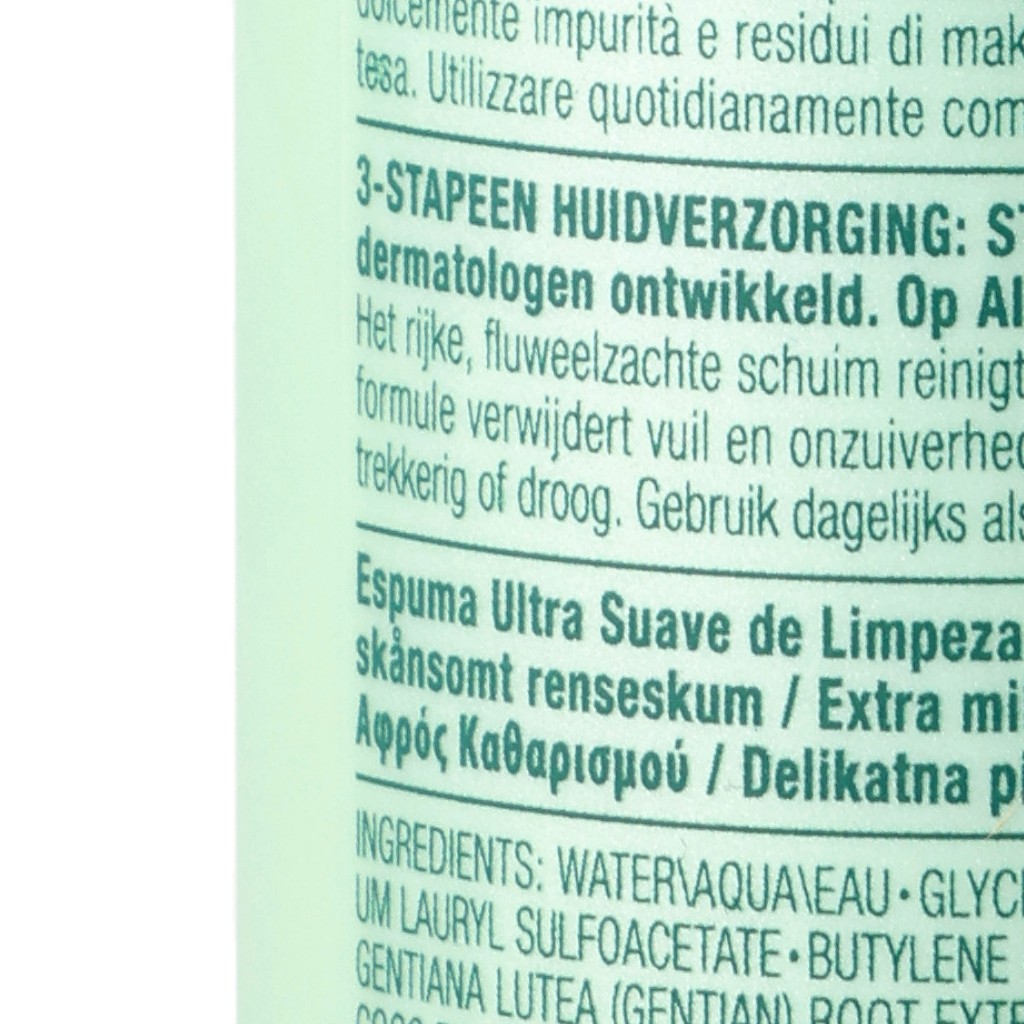 dolcemente impurità e residui di mak
tesa. Utilizzare quotidianamente com
3-STAPEEN HUIDVERZORGING: ST
dermatologen ontwikkeld. Op Al
Het rijke, fluweelzachte schuim reinigt
formule verwijdert vuil en onzuiverhed
trekkerig of droog. Gebruik dagelijks als
Espuma Ultra Suave de Limpeza
skånsomt renseskum / Extra mi
Αφρός Καθαρισμού / Delikatna pi
INGREDIENTS: WATER\AQUA\EAU • GLYCE
UM LAURYL SULFOACETATE • BUTYLENE
GENTIANA LUTEA (GENTIAN) ROOT EXTR